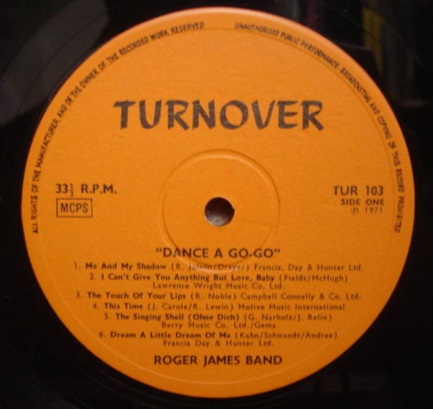 ALL RIGHTS OF THE MANUFACTURER, AND OR THE OWNER, OF THE RECORDED WORK, RESERVED
UNAUTHORISED PUBLIC PERFORMANCE, BROADCASTING AND COPYING OF THIS RECORD PROHIBITED
TURNOVER
33⅓ R.P.M.
MCPS
TUR 103
SIDE ONE
℗ 1971
"DANCE A GO-GO"
1. Me And My Shadow (R. Jolson/Dreyer) Francis, Day & Hunter Ltd.
2. I Can't Give You Anything But Love, Baby (Fields/McHugh)
Lawrence Wright Music Co. Ltd.
3. The Touch Of Your Lips (R. Noble) Campbell Connelly & Co. Ltd.
4. This Time (J. Carole/R. Lewin) Motive Music International
5. The Singing Shell (Ohne Dich) (G. Narholz/J. Relin)
Berry Music Co. Ltd./Gema
6. Dream A Little Dream Of Me (Kahn/Schwands/Andree)
Francis Day & Hunter Ltd.
ROGER JAMES BAND